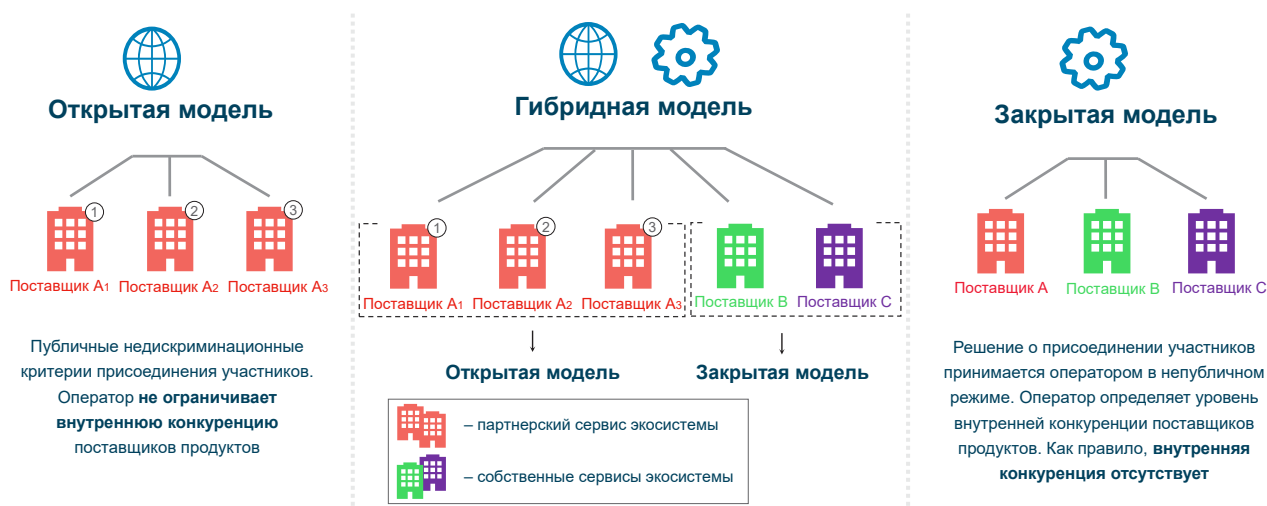 Открытая модель
1
2
3
Поставщик А1 Поставщик А2 Поставщик А3
Публичные недискриминационные
критерии присоединения участников.
Оператор не ограничивает
внутреннюю конкуренцию
поставщиков продуктов
Гибридная модель
1
2
3
Поставщик А1 Поставщик А2 Поставщик А3 Поставщик В Поставщик С
Открытая модель
Закрытая модель
– партнерский сервис экосистемы
– собственные сервисы экосистемы
Закрытая модель
Поставщик А Поставщик В Поставщик С
Решение о присоединении участников
принимается оператором в непубличном
режиме. Оператор определяет уровень
внутренней конкуренции поставщиков
продуктов. Как правило, внутренняя
конкуренция отсутствует